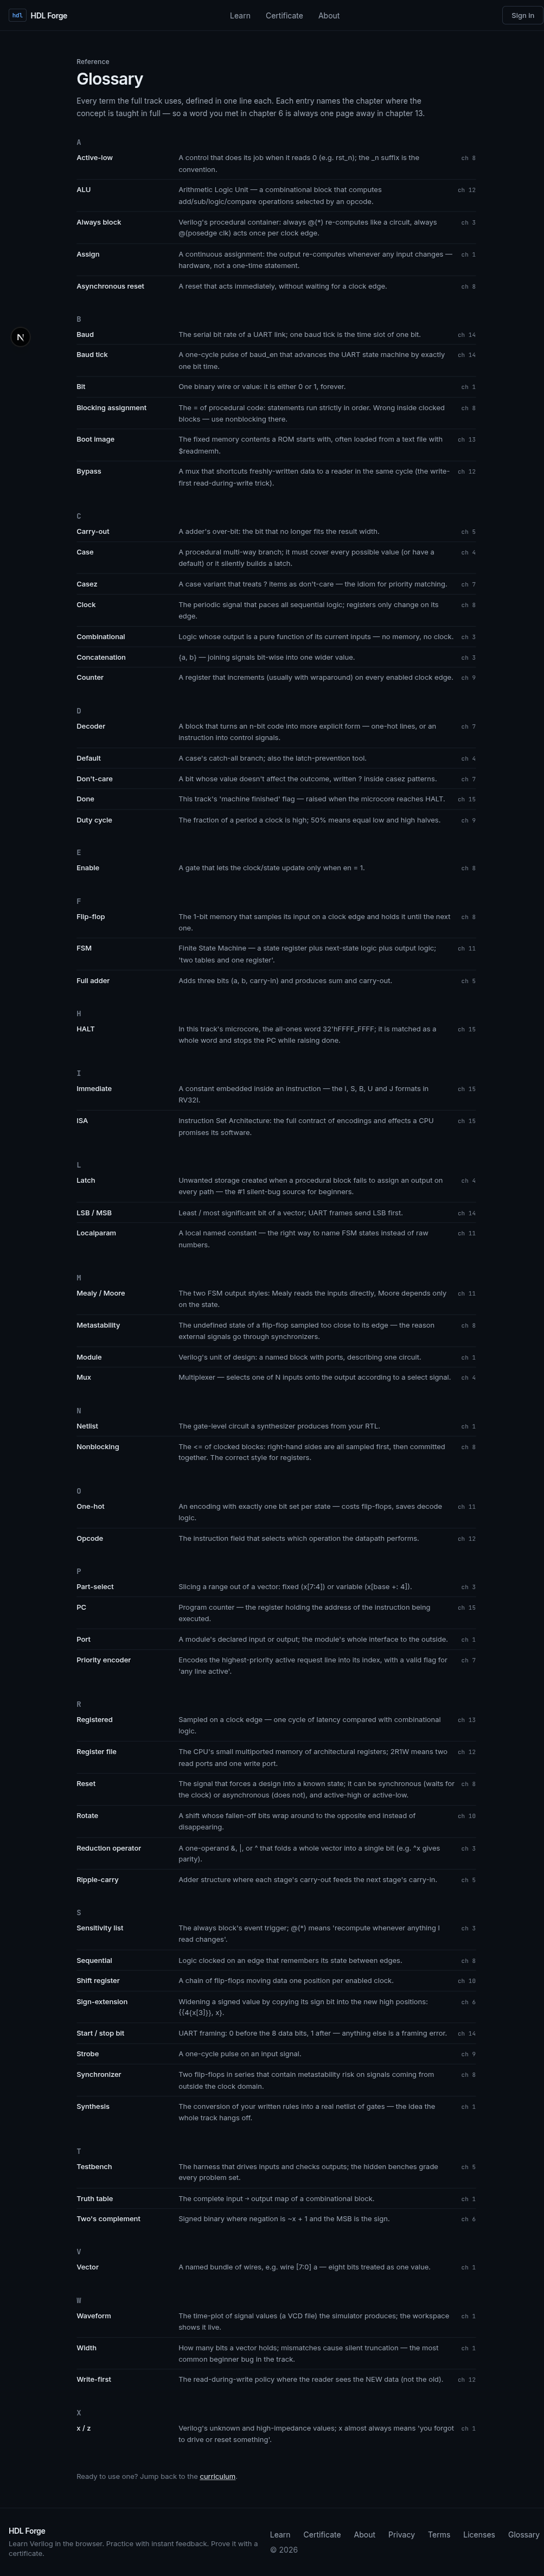 hdl HDL Forge Learn Certificate About Sign in
Reference
Glossary
Every term the full track uses, defined in one line each. Each entry names the chapter where the
concept is taught in full — so a word you met in chapter 6 is always one page away in chapter 13.
A
Active-low A control that does its job when it reads 0 (e.g. rst_n); the _n suffix is the ch 8
convention.
ALU Arithmetic Logic Unit — a combinational block that computes ch 12
add/sub/logic/compare operations selected by an opcode.
Always block Verilog's procedural container: always @(*) re-computes like a circuit, always ch 3
@(posedge clk) acts once per clock edge.
Assign A continuous assignment: the output re-computes whenever any input changes — ch 1
hardware, not a one-time statement.
Asynchronous reset A reset that acts immediately, without waiting for a clock edge. ch 8
B
N
Baud The serial bit rate of a UART link; one baud tick is the time slot of one bit. ch 14
Baud tick A one-cycle pulse of baud_en that advances the UART state machine by exactly ch 14
one bit time.
Bit One binary wire or value: it is either 0 or 1, forever. ch 1
Blocking assignment The = of procedural code: statements run strictly in order. Wrong inside clocked ch 8
blocks — use nonblocking there.
Boot image The fixed memory contents a ROM starts with, often loaded from a text file with ch 13
$readmemh.
Bypass A mux that shortcuts freshly-written data to a reader in the same cycle (the write- ch 12
first read-during-write trick).
C
Carry-out A adder's over-bit: the bit that no longer fits the result width. ch 5
Case A procedural multi-way branch; it must cover every possible value (or have a ch 4
default) or it silently builds a latch.
Casez A case variant that treats ? items as don't-care — the idiom for priority matching. ch 7
Clock The periodic signal that paces all sequential logic; registers only change on its ch 8
edge.
Combinational Logic whose output is a pure function of its current inputs — no memory, no clock. ch 3
Concatenation {a, b} — joining signals bit-wise into one wider value. ch 3
Counter A register that increments (usually with wraparound) on every enabled clock edge. ch 9
D
Decoder A block that turns an n-bit code into more explicit form — one-hot lines, or an ch 7
instruction into control signals.
Default A case's catch-all branch; also the latch-prevention tool. ch 4
Don't-care A bit whose value doesn't affect the outcome, written ? inside casez patterns. ch 7
Done This track's 'machine finished' flag — raised when the microcore reaches HALT. ch 15
Duty cycle The fraction of a period a clock is high; 50% means equal low and high halves. ch 9
E
Enable A gate that lets the clock/state update only when en = 1. ch 8
F
Flip-flop The 1-bit memory that samples its input on a clock edge and holds it until the next ch 8
one.
FSM Finite State Machine — a state register plus next-state logic plus output logic; ch 11
'two tables and one register'.
Full adder Adds three bits (a, b, carry-in) and produces sum and carry-out. ch 5
H
HALT In this track's microcore, the all-ones word 32'hFFFF_FFFF; it is matched as a ch 15
whole word and stops the PC while raising done.
I
Immediate A constant embedded inside an instruction — the I, S, B, U and J formats in ch 15
RV32I.
ISA Instruction Set Architecture: the full contract of encodings and effects a CPU ch 15
promises its software.
L
Latch Unwanted storage created when a procedural block fails to assign an output on ch 4
every path — the #1 silent-bug source for beginners.
LSB / MSB Least / most significant bit of a vector; UART frames send LSB first. ch 14
Localparam A local named constant — the right way to name FSM states instead of raw ch 11
numbers.
M
Mealy / Moore The two FSM output styles: Mealy reads the inputs directly, Moore depends only ch 11
on the state.
Metastability The undefined state of a flip-flop sampled too close to its edge — the reason ch 8
external signals go through synchronizers.
Module Verilog's unit of design: a named block with ports, describing one circuit. ch 1
Mux Multiplexer — selects one of N inputs onto the output according to a select signal. ch 4
N
Netlist The gate-level circuit a synthesizer produces from your RTL. ch 1
Nonblocking The <= of clocked blocks: right-hand sides are all sampled first, then committed ch 8
together. The correct style for registers.
O
One-hot An encoding with exactly one bit set per state — costs flip-flops, saves decode ch 11
logic.
Opcode The instruction field that selects which operation the datapath performs. ch 12
P
Part-select Slicing a range out of a vector: fixed (x[7:4]) or variable (x[base +: 4]). ch 3
PC Program counter — the register holding the address of the instruction being ch 15
executed.
Port A module's declared input or output; the module's whole interface to the outside. ch 1
Priority encoder Encodes the highest-priority active request line into its index, with a valid flag for ch 7
'any line active'.
R
Registered Sampled on a clock edge — one cycle of latency compared with combinational ch 13
logic.
Register file The CPU's small multiported memory of architectural registers; 2R1W means two ch 12
read ports and one write port.
Reset The signal that forces a design into a known state; it can be synchronous (waits for ch 8
the clock) or asynchronous (does not), and active-high or active-low.
Rotate A shift whose fallen-off bits wrap around to the opposite end instead of ch 10
disappearing.
Reduction operator A one-operand &, |, or ^ that folds a whole vector into a single bit (e.g. ^x gives ch 3
parity).
Ripple-carry Adder structure where each stage's carry-out feeds the next stage's carry-in. ch 5
S
Sensitivity list The always block's event trigger; @(*) means 'recompute whenever anything I ch 3
read changes'.
Sequential Logic clocked on an edge that remembers its state between edges. ch 8
Shift register A chain of flip-flops moving data one position per enabled clock. ch 10
Sign-extension Widening a signed value by copying its sign bit into the new high positions: ch 6
{{4{x[3]}}, x}.
Start / stop bit UART framing: 0 before the 8 data bits, 1 after — anything else is a framing error. ch 14
Strobe A one-cycle pulse on an input signal. ch 9
Synchronizer Two flip-flops in series that contain metastability risk on signals coming from ch 8
outside the clock domain.
Synthesis The conversion of your written rules into a real netlist of gates — the idea the ch 1
whole track hangs off.
T
Testbench The harness that drives inputs and checks outputs; the hidden benches grade ch 5
every problem set.
Truth table The complete input → output map of a combinational block. ch 1
Two's complement Signed binary where negation is ~x + 1 and the MSB is the sign. ch 6
V
Vector A named bundle of wires, e.g. wire [7:0] a — eight bits treated as one value. ch 3
W
Waveform The time-plot of signal values (a VCD file) the simulator produces; the workspace ch 1
shows it live.
Width How many bits a vector holds; mismatches cause silent truncation — the most ch 1
common beginner bug in the track.
Write-first The read-during-write policy where the reader sees the NEW data (not the old). ch 12
X
x / z Verilog's unknown and high-impedance values; x almost always means 'you forgot ch 1
to drive or reset something'.
Ready to use one? Jump back to the curriculum.
HDL Forge
Learn Verilog in the browser. Practice with instant feedback. Prove it with a
certificate.
Learn Certificate About Privacy Terms Licenses Glossary
© 2026